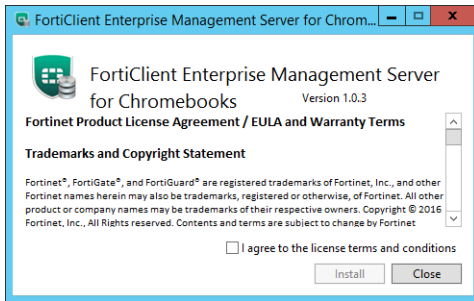 FortiClient Enterprise Management Server for Chrom...
FortiClient Enterprise Management Server
for Chromebooks
Version 1.0.3
Fortinet Product License Agreement / EULA and Warranty Terms
Trademarks and Copyright Statement
Fortinet®, FortiGate®, and FortiGuard® are registered trademarks of Fortinet, Inc., and other
Fortinet names herein may also be trademarks, registered or otherwise, of Fortinet. All other
product or company names may be trademarks of their respective owners. Copyright © 2016
Fortinet, Inc., All Rights reserved. Contents and terms are subject to change by Fortinet
I agree to the license terms and conditions
Install
Close